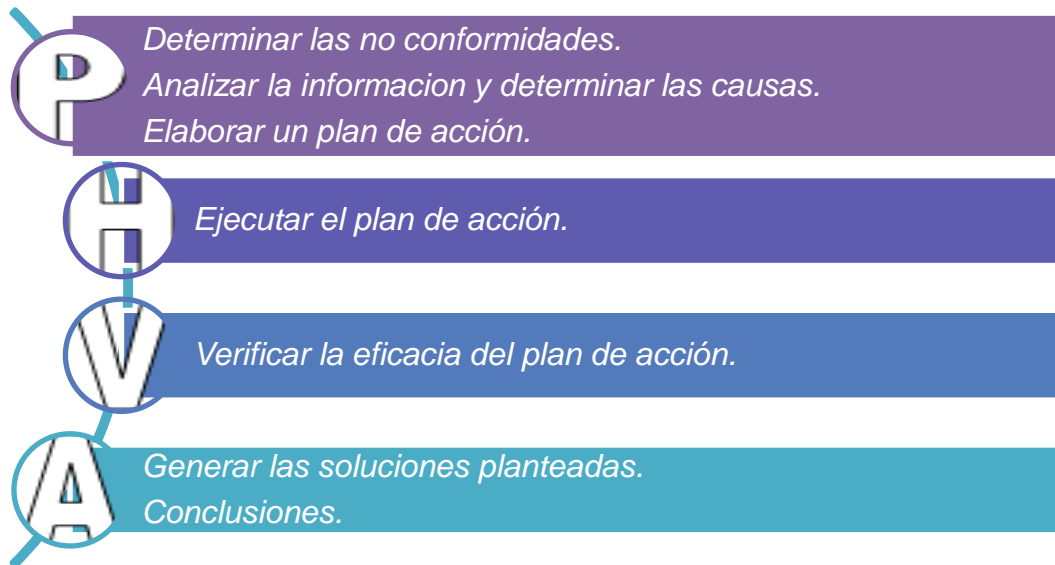 P
Determinar las no conformidades.
Analizar la informacion y determinar las causas.
Elaborar un plan de acción.
H
Ejecutar el plan de acción.
V
Verificar la eficacia del plan de acción.
A
Generar las soluciones planteadas.
Conclusiones.